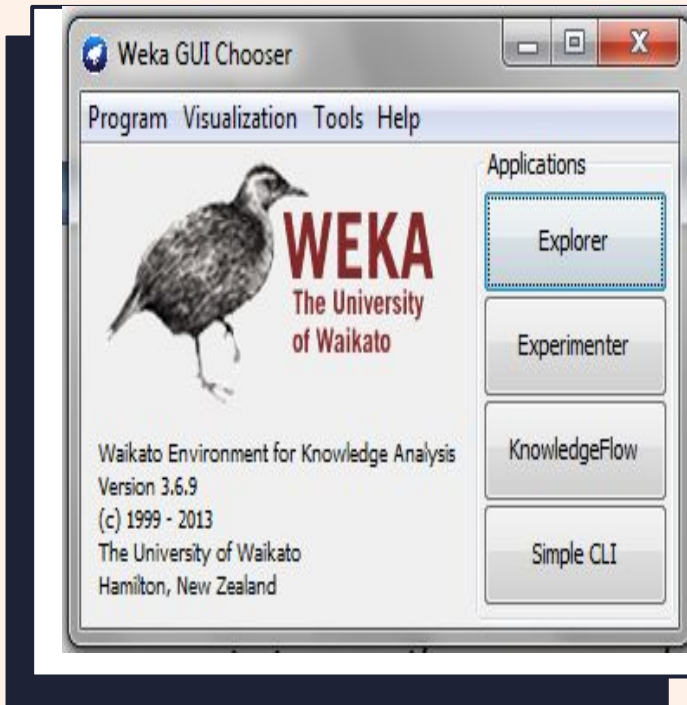 Weka GUI Chooser
Program Visualization Tools Help
Applications
WEKA
The University
of Waikato
Explorer
Experimenter
KnowledgeFlow
Simple CLI
Waikato Environment for Knowledge Analysis
Version 3.6.9
(c) 1999 - 2013
The University of Waikato
Hamilton, New Zealand